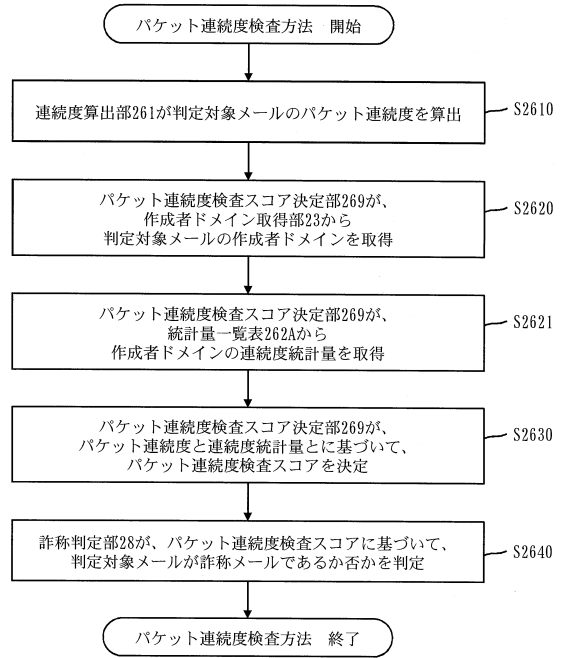 パケット連続度検査方法　開始
連続度算出部261が判定対象メールのパケット連続度を算出
S2610
パケット連続度検査スコア決定部269が、
作成者ドメイン取得部23から
判定対象メールの作成者ドメインを取得
S2620
パケット連続度検査スコア決定部269が、
統計量一覧表262Aから
作成者ドメインの連続度統計量を取得
S2621
パケット連続度検査スコア決定部269が、
パケット連続度と連続度統計量とに基づいて、
パケット連続度検査スコアを決定
S2630
詐称判定部28が、パケット連続度検査スコアに基づいて、
判定対象メールが詐称メールであるか否かを判定
S2640
パケット連続度検査方法　終了